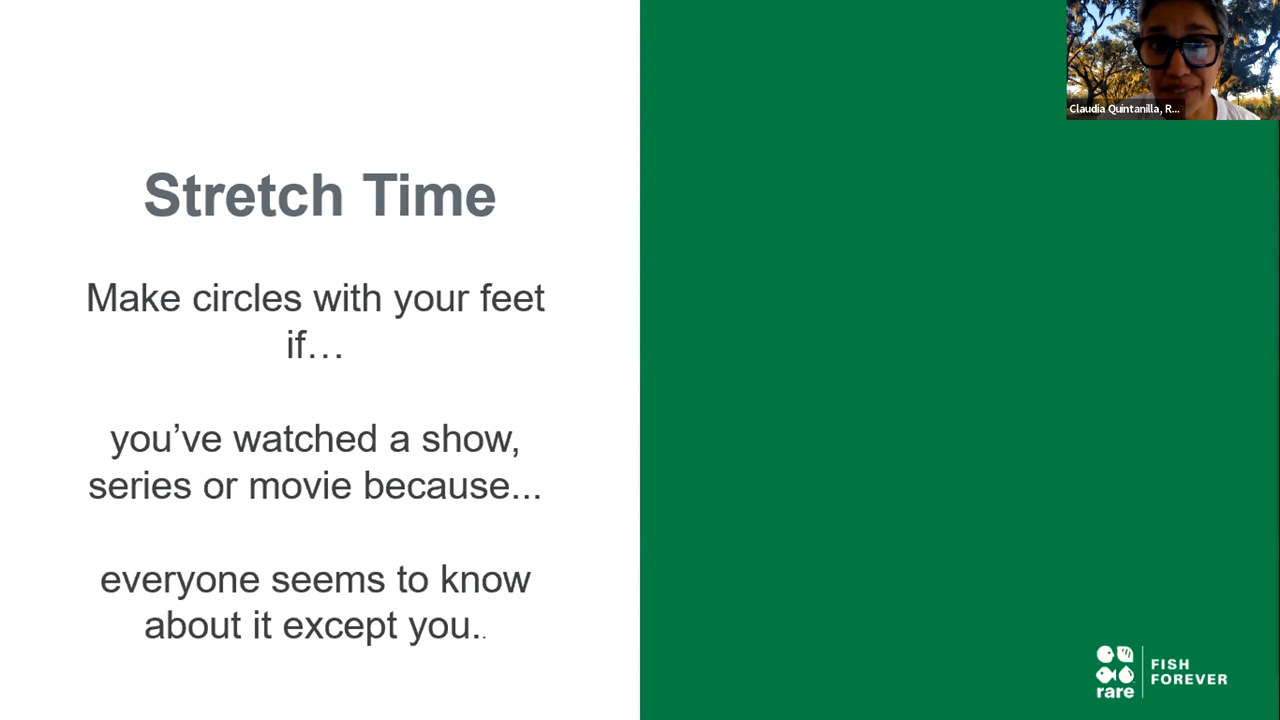 Claudia Quintanilla, R...
Stretch Time
Make circles with your feet
if…
you’ve watched a show,
series or movie because...
everyone seems to know
about it except you..
rare
FISH
FOREVER